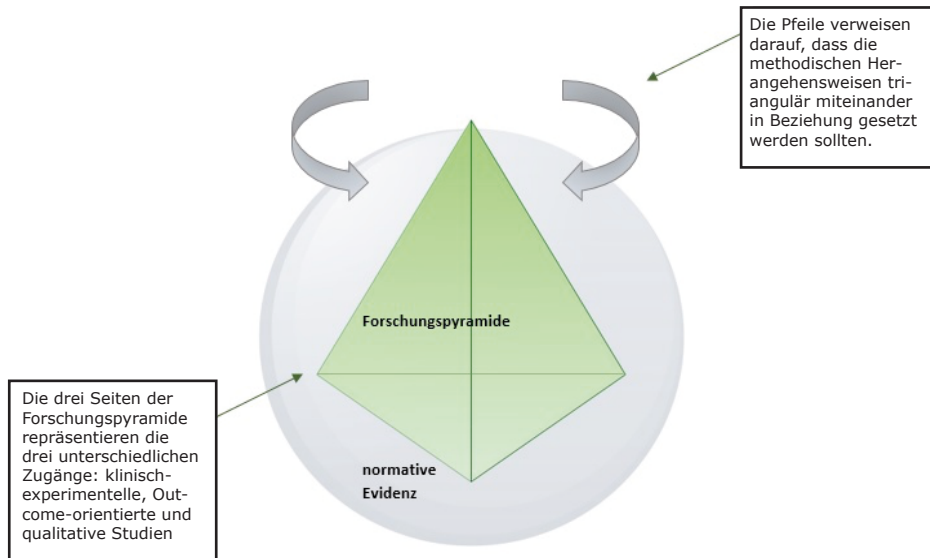 Die Pfeile verweisen
darauf, dass die
methodischen Her-
angehensweisen tri-
angulär miteinander
in Beziehung gesetzt
werden sollten.
Forschungspyramide
Die drei Seiten der
Forschungspyramide
repräsentieren die
drei unterschiedlichen
Zugänge: klinisch-
experimentelle, Out-
come-orientierte und
qualitative Studien
normative
Evidenz